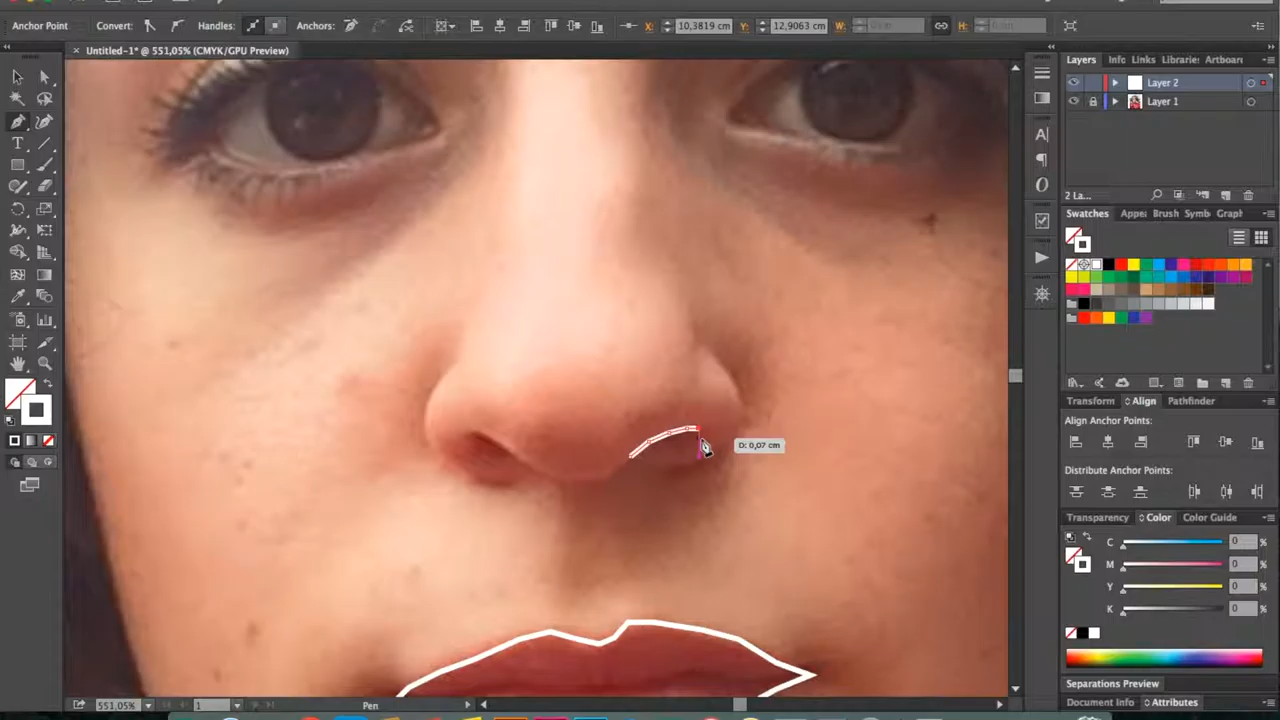 Anchor Point Convert: Handles: Anchors: X: 10,3819 cm Y: 12,9063 cm W: H:
Untitled-1* @ 551,05% (CMYK/GPU Preview)
Layers Info Links Librarie: Artboar
Layer 2
Layer 1
2 La...
Swatches Appe: Brush Symb Graph
Transform Align Pathfinder
Align Anchor Points:
D: 0,07 cm
Distribute Anchor Points:
Transparency Color Color Guide
C 0 %
M 0 %
Y 0 %
K 0 %
Separations Preview
551,05% 1 Pen
Document Info Attributes